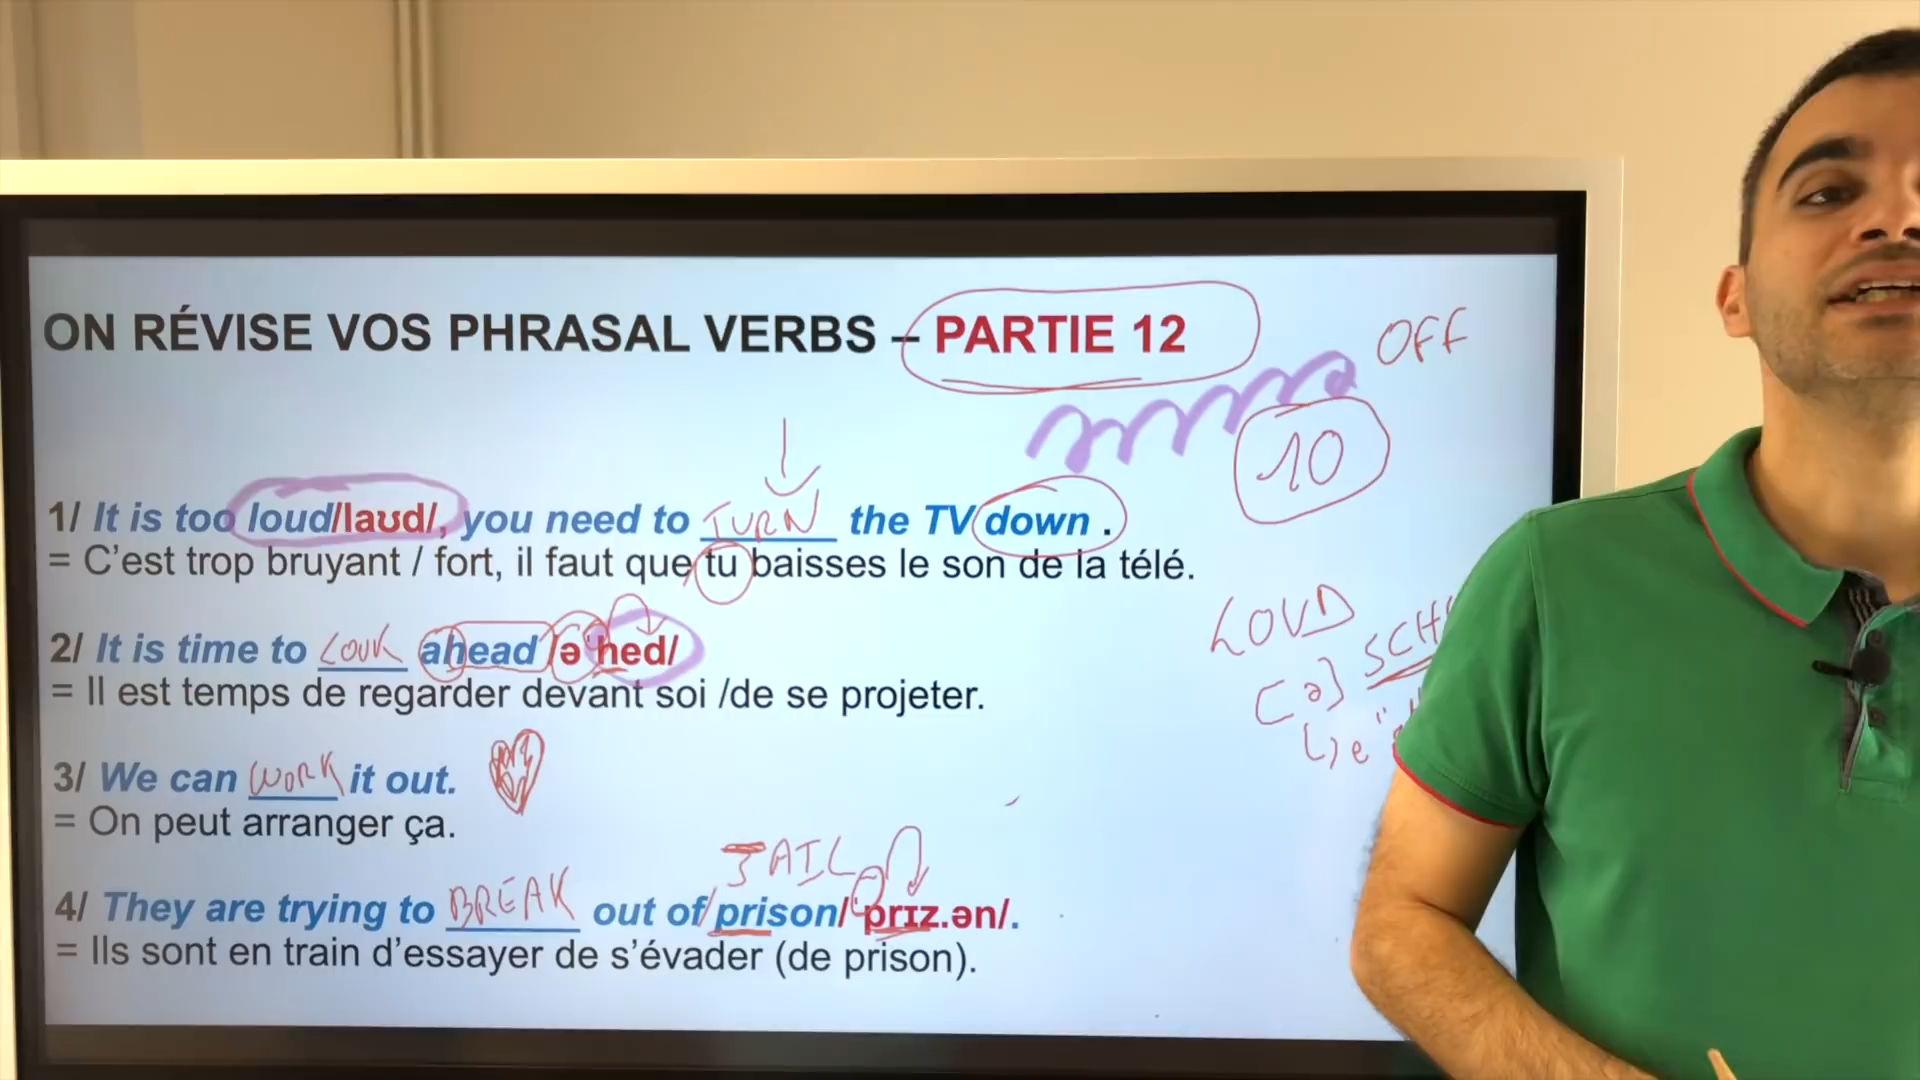 ON RÉVISE VOS PHRASAL VERBS – PARTIE 12
OFF
10
1/ It is too loud/laʊd/, you need to TURN the TV down .
= C’est trop bruyant / fort, il faut que tu baisses le son de la télé.
LOUD
2/ It is time to LOOK ahead /əˈhed/
[ə] SCH
= Il est temps de regarder devant soi /de se projeter.
3/ We can WORK it out.
= On peut arranger ça.
JAIL
4/ They are trying to BREAK out of prison/ˈprɪz.ən/.
= Ils sont en train d’essayer de s’évader (de prison).